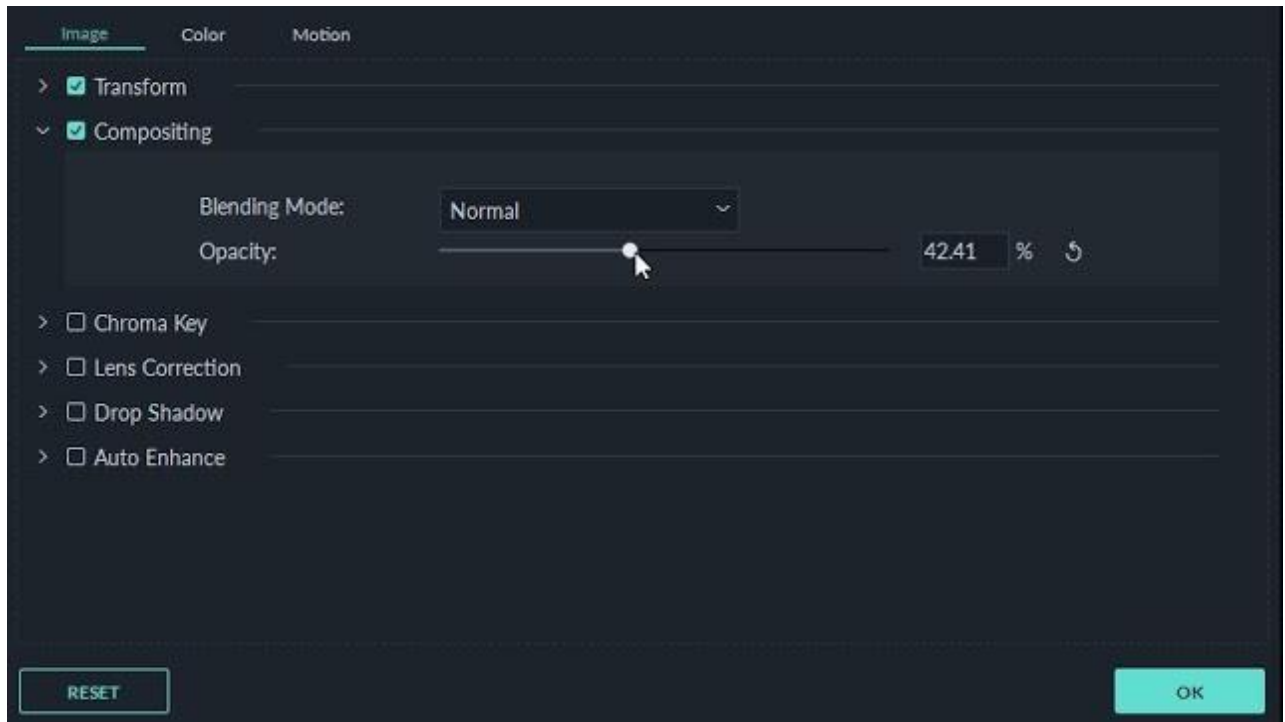 Image Color Motion
Transform
Compositing
Blending Mode: Normal
Opacity: 42.41 %
Chroma Key
Lens Correction
Drop Shadow
Auto Enhance
RESET OK